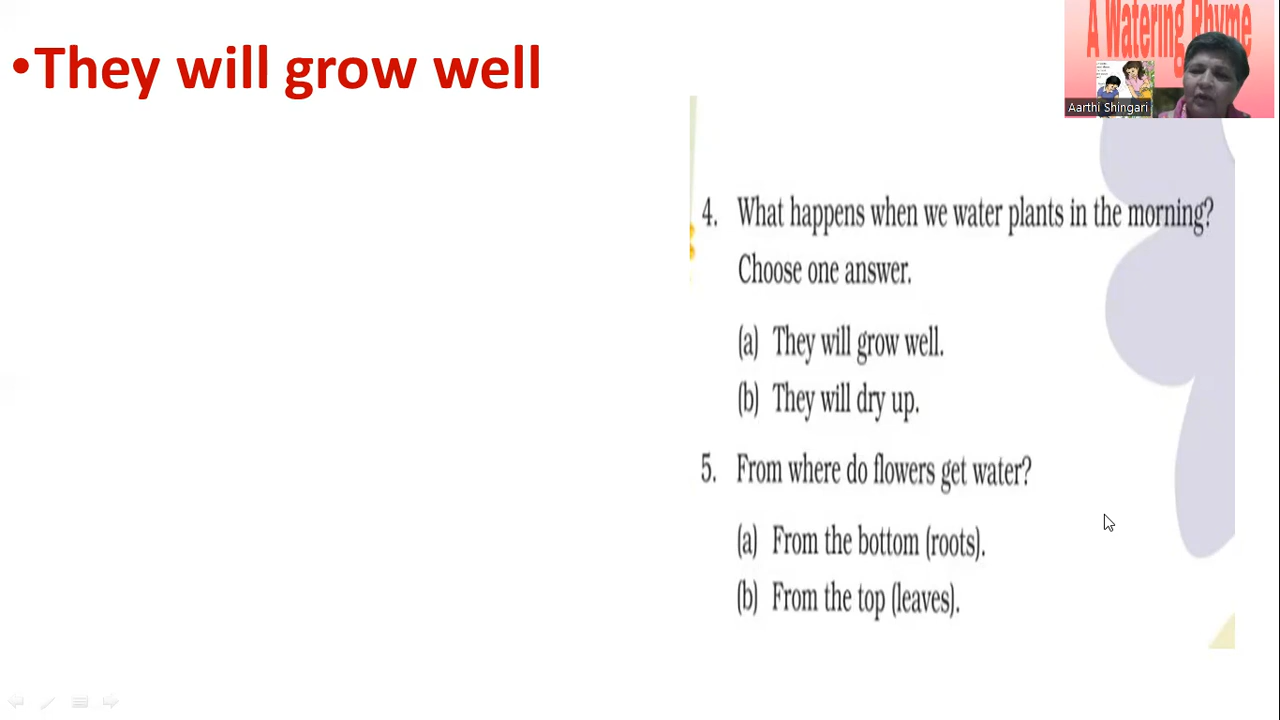 •They will grow well
A Watering Rhyme
Aarthi Shingari
4. What happens when we water plants in the morning?
Choose one answer.
(a) They will grow well.
(b) They will dry up.
5. From where do flowers get water?
(a) From the bottom (roots).
(b) From the top (leaves).